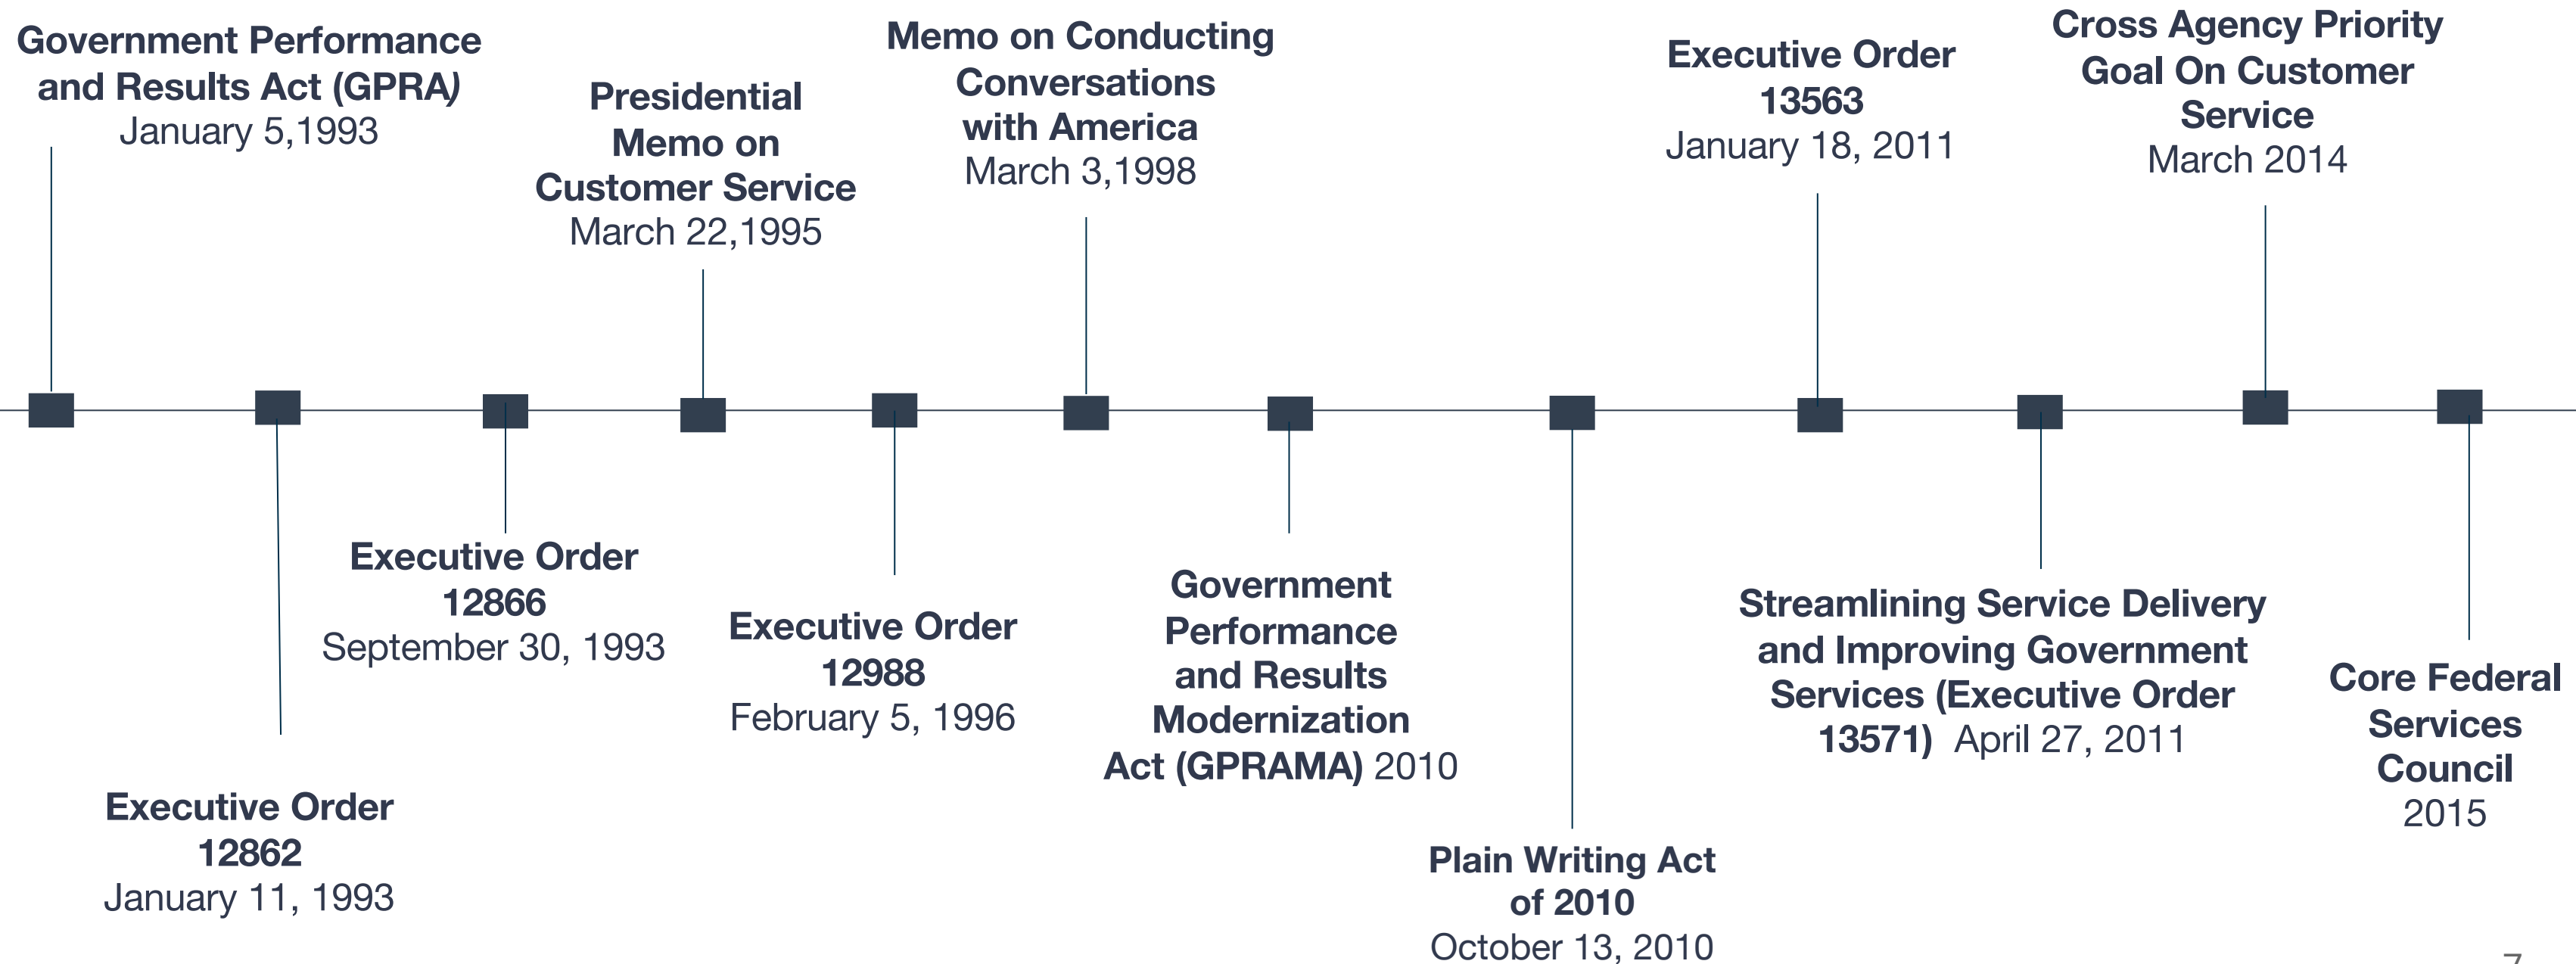 Government Performance
and Results Act (GPRA)
January 5,1993
Executive Order
12862
January 11, 1993
Executive Order
12866
September 30, 1993
Presidential
Memo on
Customer Service
March 22,1995
Executive Order
12988
February 5, 1996
Memo on Conducting
Conversations
with America
March 3,1998
Government
Performance
and Results
Modernization
Act (GPRAMA) 2010
Plain Writing Act
of 2010
October 13, 2010
Executive Order
13563
January 18, 2011
Streamlining Service Delivery
and Improving Government
Services (Executive Order
13571) April 27, 2011
Cross Agency Priority
Goal On Customer
Service
March 2014
Core Federal
Services
Council
2015
7